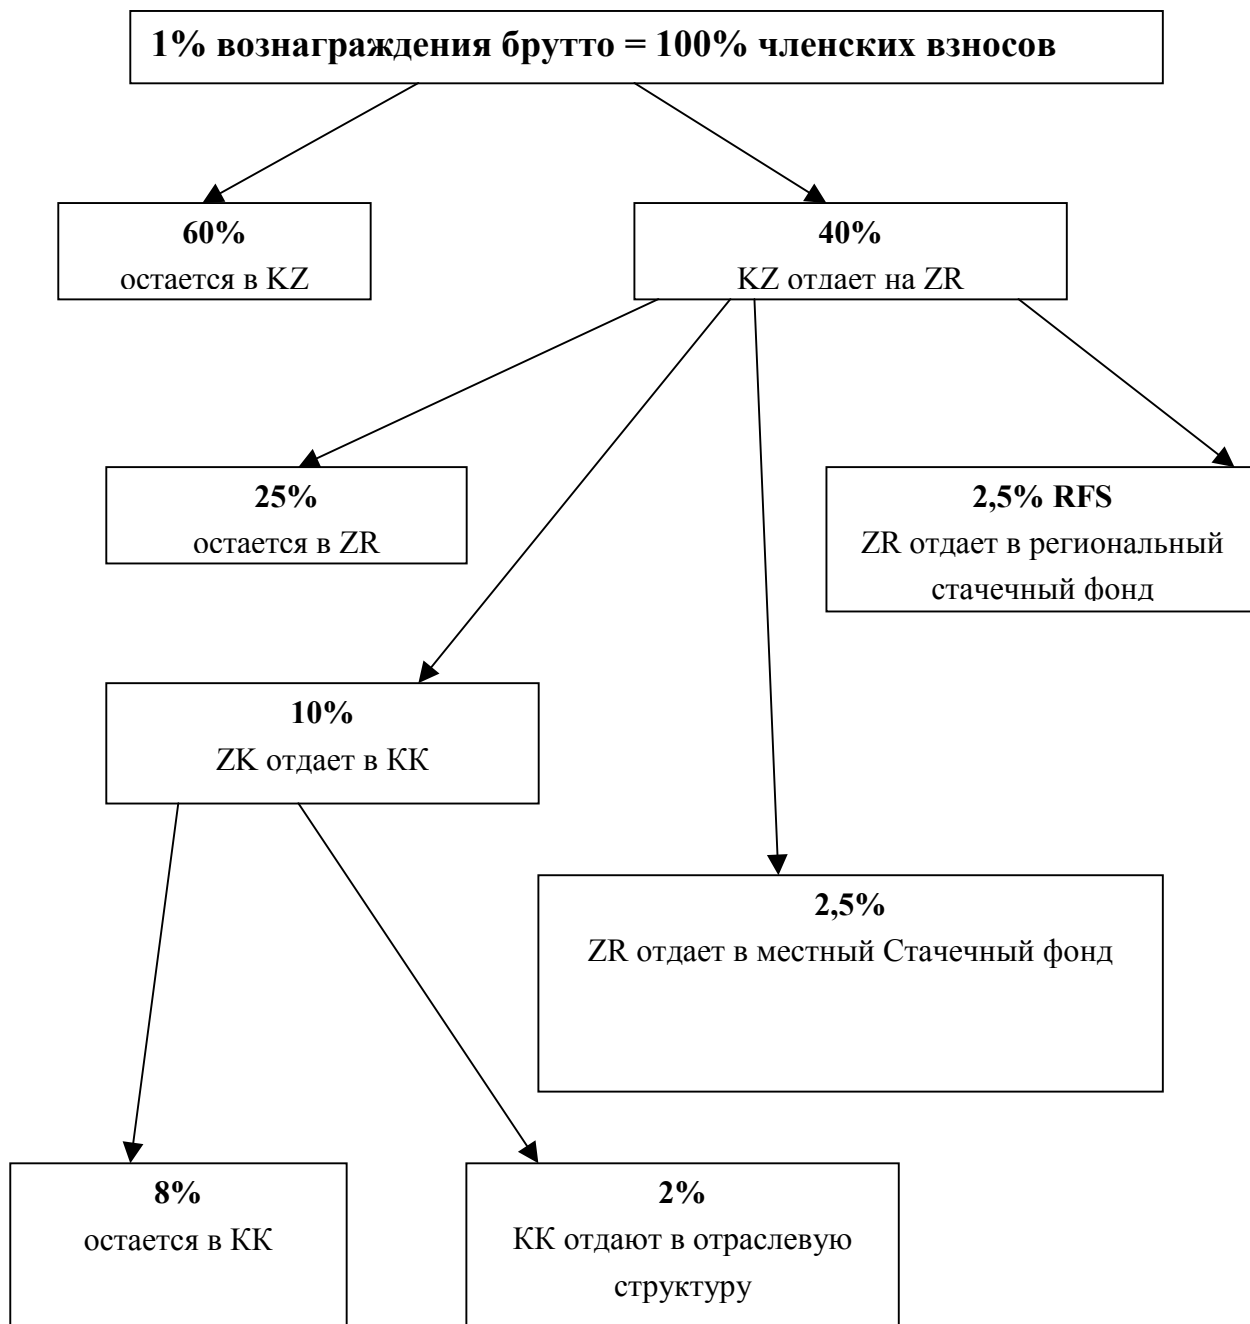 1% вознаграждения брутто = 100% членских взносов
60%
остается в KZ
40%
KZ отдает на ZR
25%
остается в ZR
2,5% RFS
ZR отдает в региональный
стачечный фонд
10%
ZK отдает в КК
2,5%
ZR отдает в местный Стачечный фонд
8%
остается в КК
2%
КК отдают в отраслевую
структуру